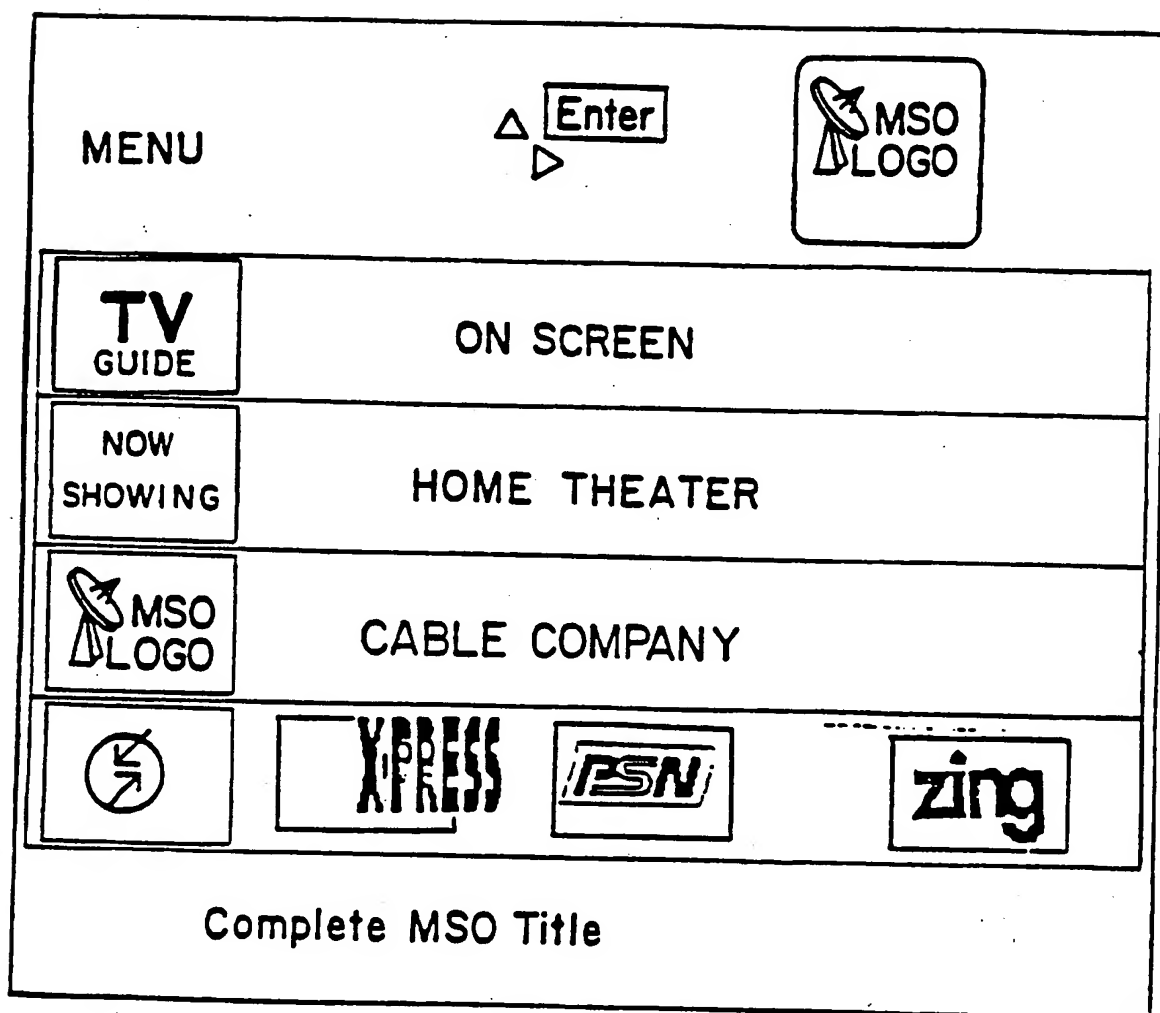 MENU
Enter
MSO
LOGO
TV
GUIDE
ON SCREEN
NOW
SHOWING
HOME THEATER
MSO
LOGO
CABLE COMPANY
X-PRESS
PSN
zing
Complete MSO Title